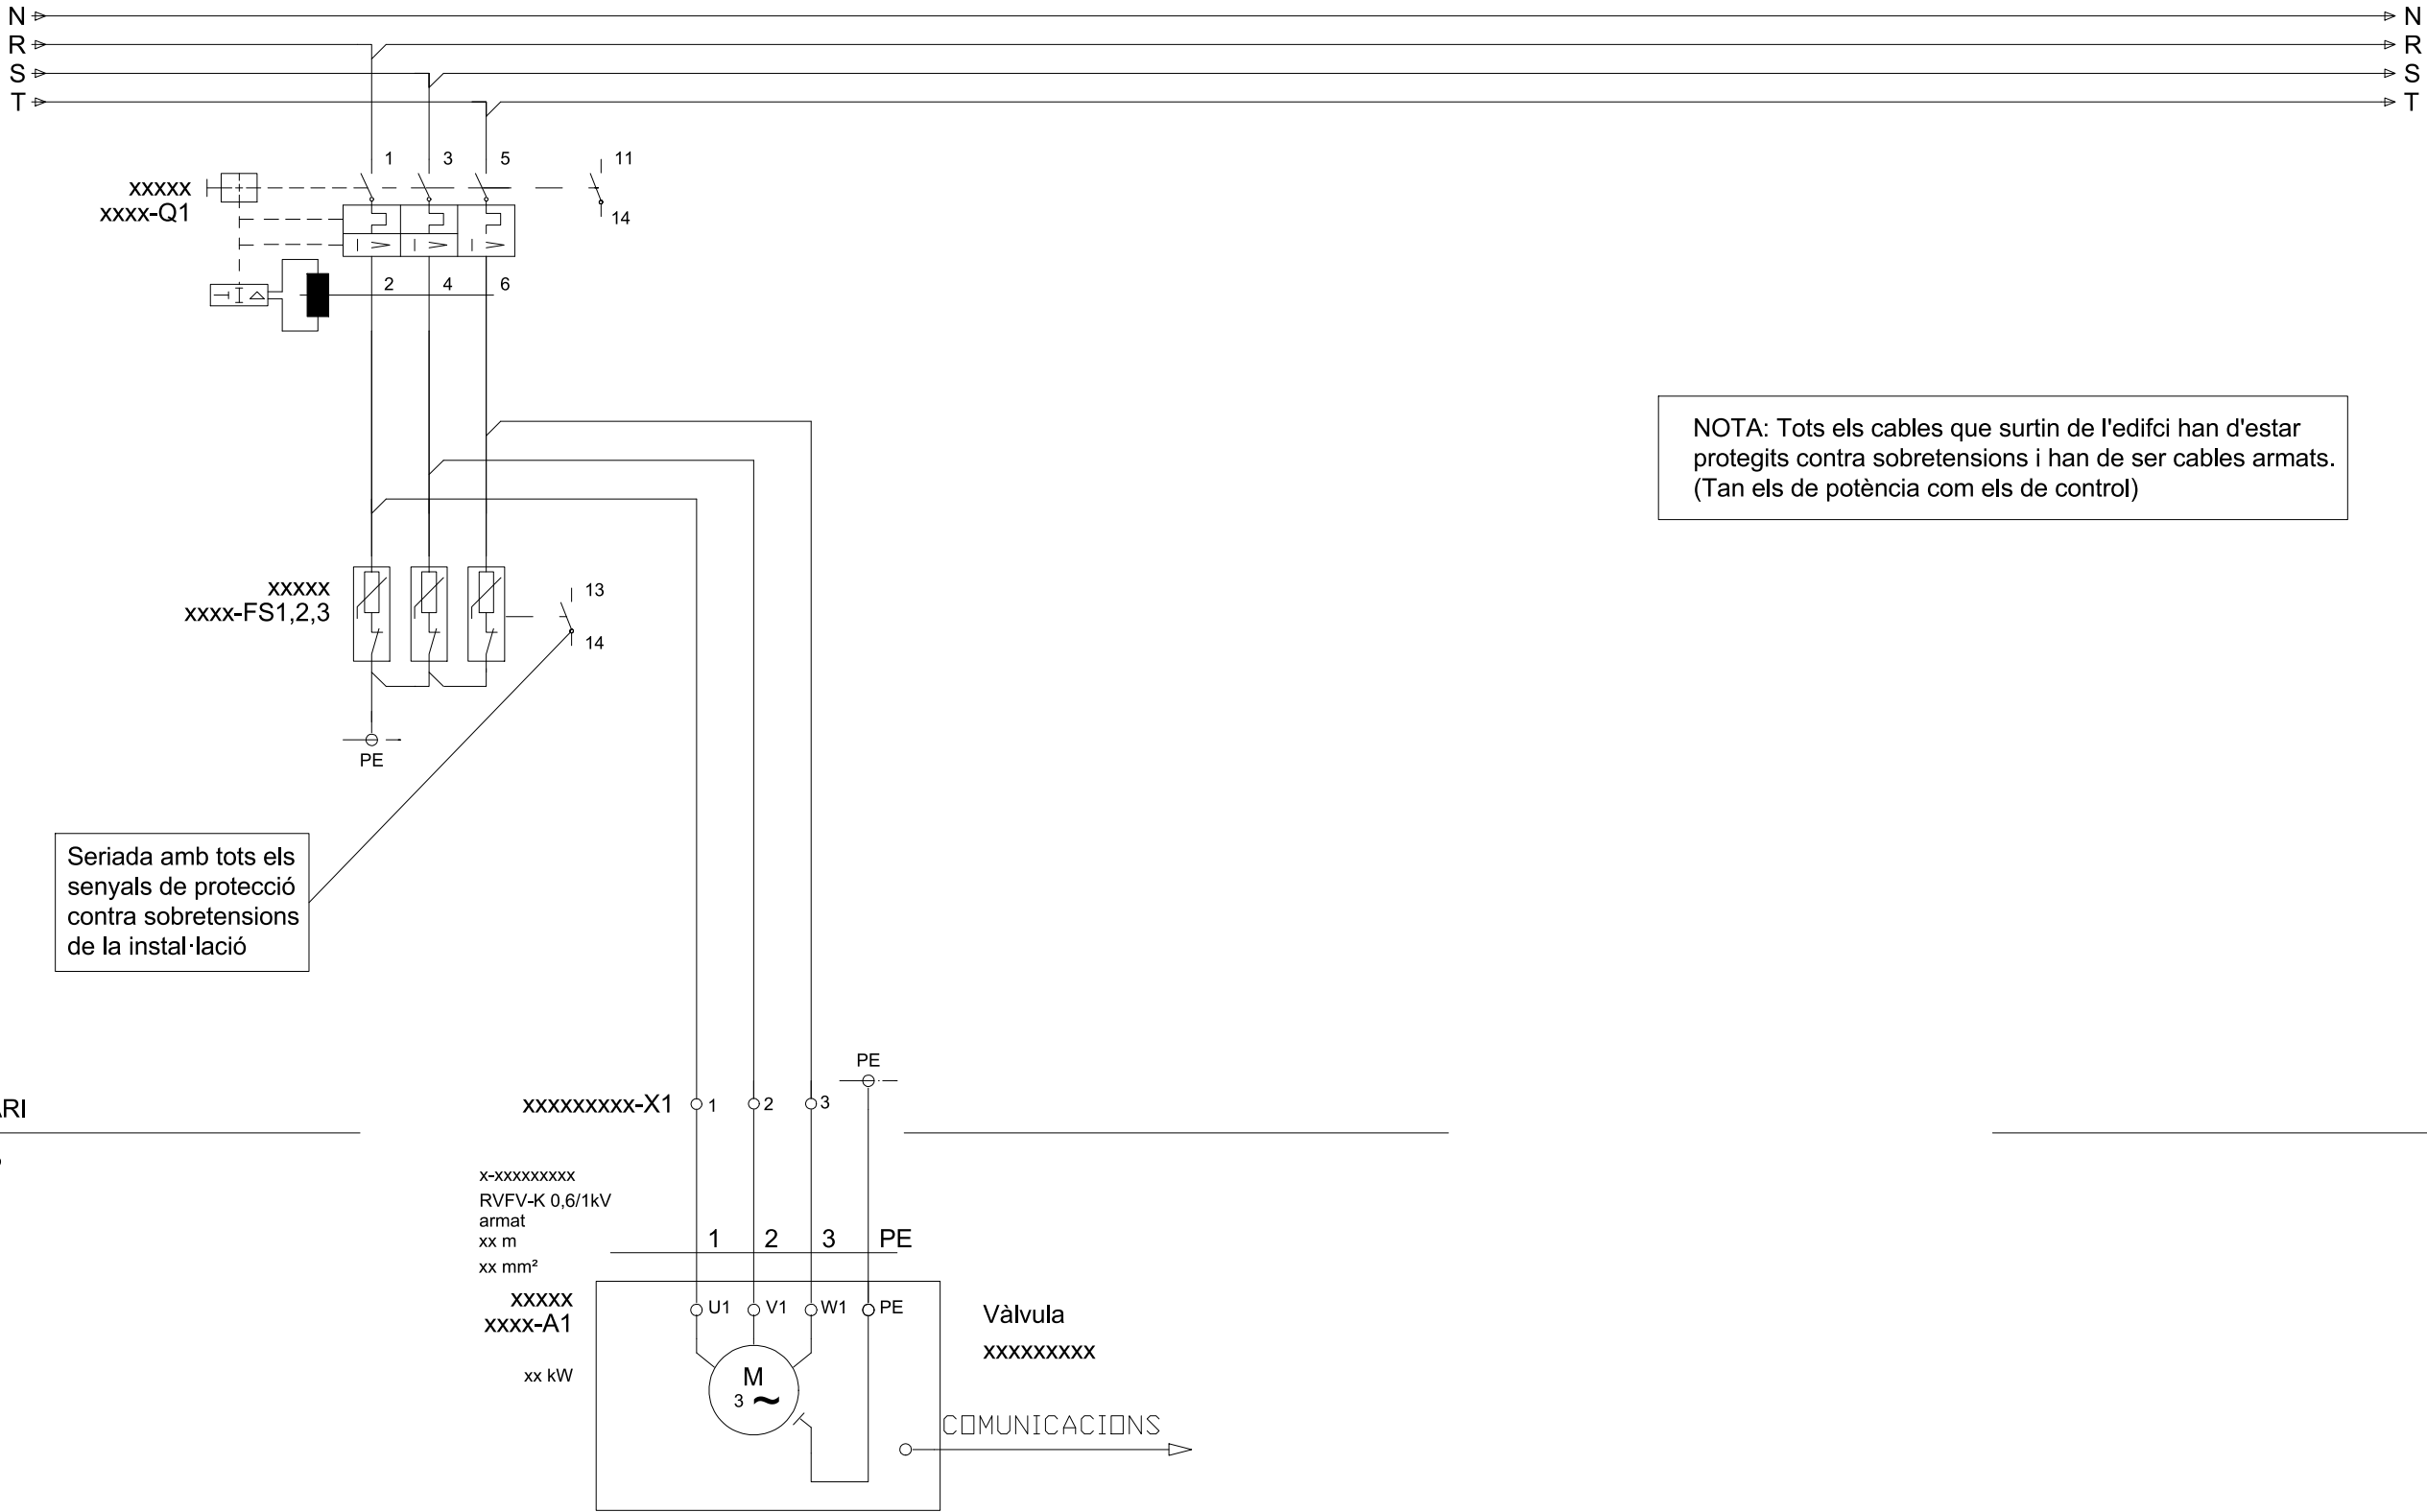 N
N
R
R
S
S
T
T
1
3
5
11
xxxxx
xxxx-Q1
14
2
4
6
NOTA: Tots els cables que surtin de l'edifci han d'estar
protegits contra sobretensions i han de ser cables armats.
(Tan els de potència com els de control)
xxxxx
xxxx-FS1,2,3
13
14
PE
Seriada amb tots els
senyals de protecció
contra sobretensions
de la instal·lació
PE
ARI
xxxxxxxxx-X1
1
2
3
x-xxxxxxxxx
RVFV-K 0,6/1kV
armat
xx m
xx mm²
1
2
3
PE
xxxxx
xxxx-A1
xx kW
U1
V1
W1
PE
M
3 ~
Vàlvula
xxxxxxxxx
COMUNICACIONS